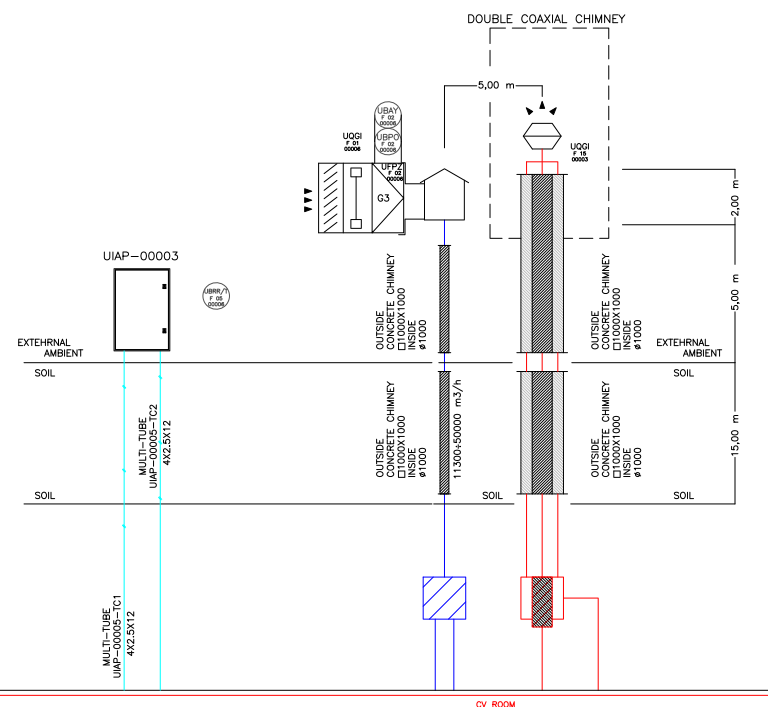 DOUBLE COAXIAL CHIMNEY
5,00 m
UBAY
F 02
00006
UQGI
F 01
00006
UBPO
F 02
00006
UFPZ
F 02
00006
G3
UQGI
F 15
00003
2,00 m
UIAP-00003
UBRR/T
F 05
00006
OUTSIDE
CONCRETE CHIMNEY
□1000X1000
INSIDE
ø1000
OUTSIDE
CONCRETE CHIMNEY
□1000X1000
INSIDE
ø1000
5,00 m
EXTEHRNAL
AMBIENT
EXTEHRNAL
AMBIENT
SOIL
SOIL
MULTI-TUBE
UIAP-00005-TC2
4X2.5X12
OUTSIDE
CONCRETE CHIMNEY
□1000X1000
INSIDE
ø1000
11300÷50000 m3/h
OUTSIDE
CONCRETE CHIMNEY
□1000X1000
INSIDE
ø1000
15,00 m
SOIL
SOIL
SOIL
MULTI-TUBE
UIAP-00005-TC1
4X2.5X12
CV ROOM